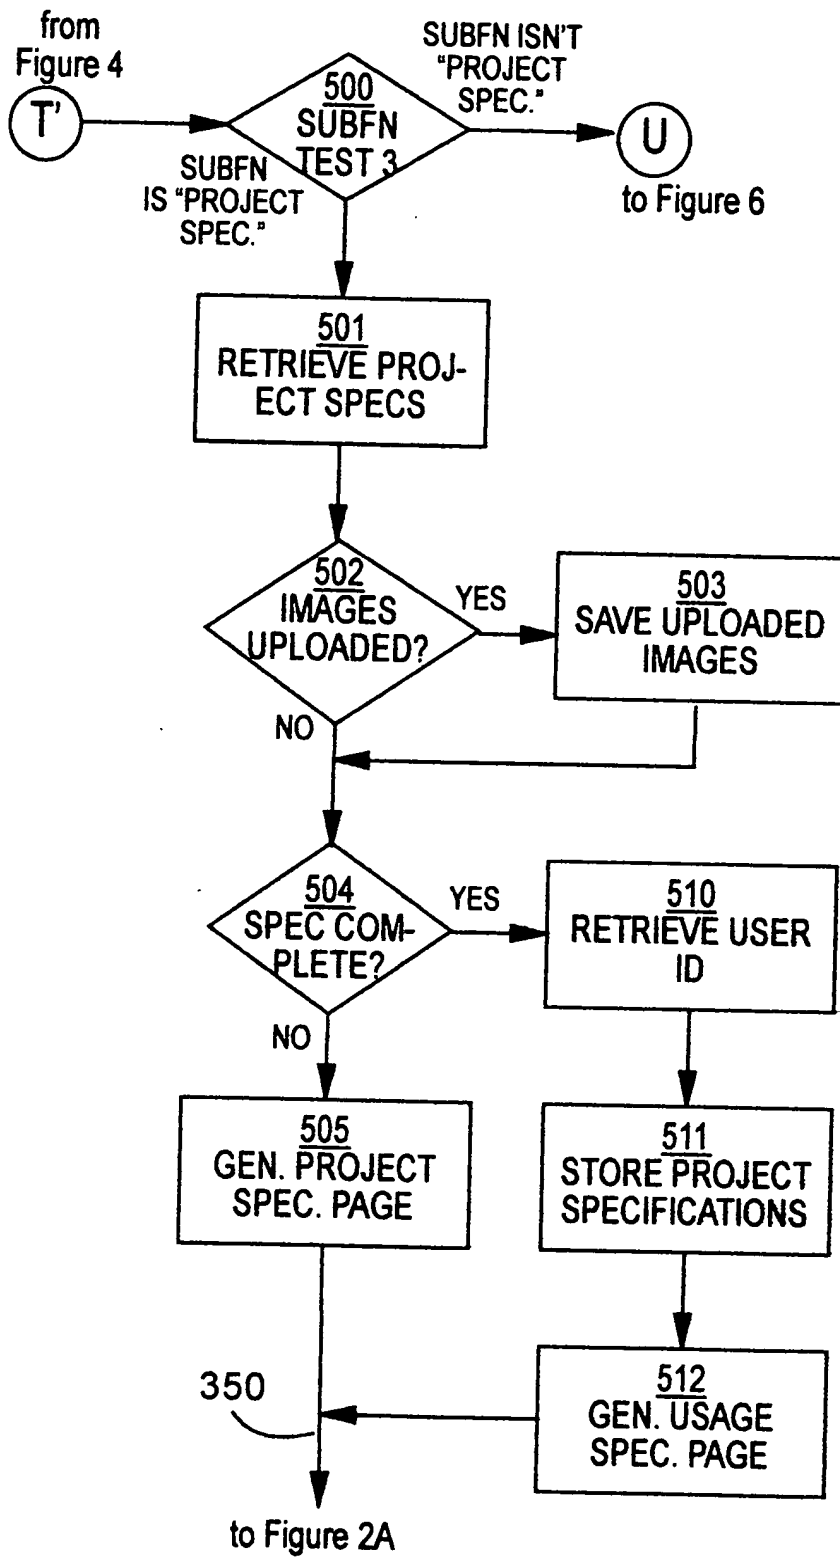 from
Figure 4
T'
500
SUBFN
TEST 3
SUBFN ISN'T
"PROJECT
SPEC."
U
to Figure 6
SUBFN
IS "PROJECT
SPEC."
501
RETRIEVE PROJ-
ECT SPECS
502
IMAGES
UPLOADED?
YES
503
SAVE UPLOADED
IMAGES
NO
504
SPEC COM-
PLETE?
YES
510
RETRIEVE USER
ID
NO
505
GEN. PROJECT
SPEC. PAGE
511
STORE PROJECT
SPECIFICATIONS
512
GEN. USAGE
SPEC. PAGE
350
to Figure 2A